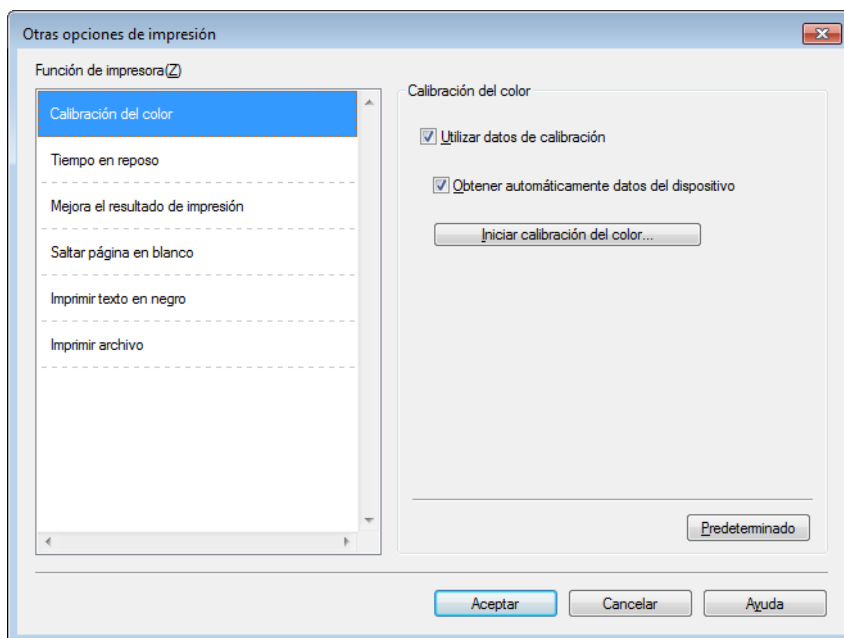 Otras opciones de impresión
Función de impresora(Z)
Calibración del color
Tiempo en reposo
Mejora el resultado de impresión
Saltar página en blanco
Imprimir texto en negro
Imprimir archivo
Calibración del color
Utilizar datos de calibración
Obtener automáticamente datos del dispositivo
Iniciar calibración del color...
Predeterminado
Aceptar
Cancelar
Ayuda